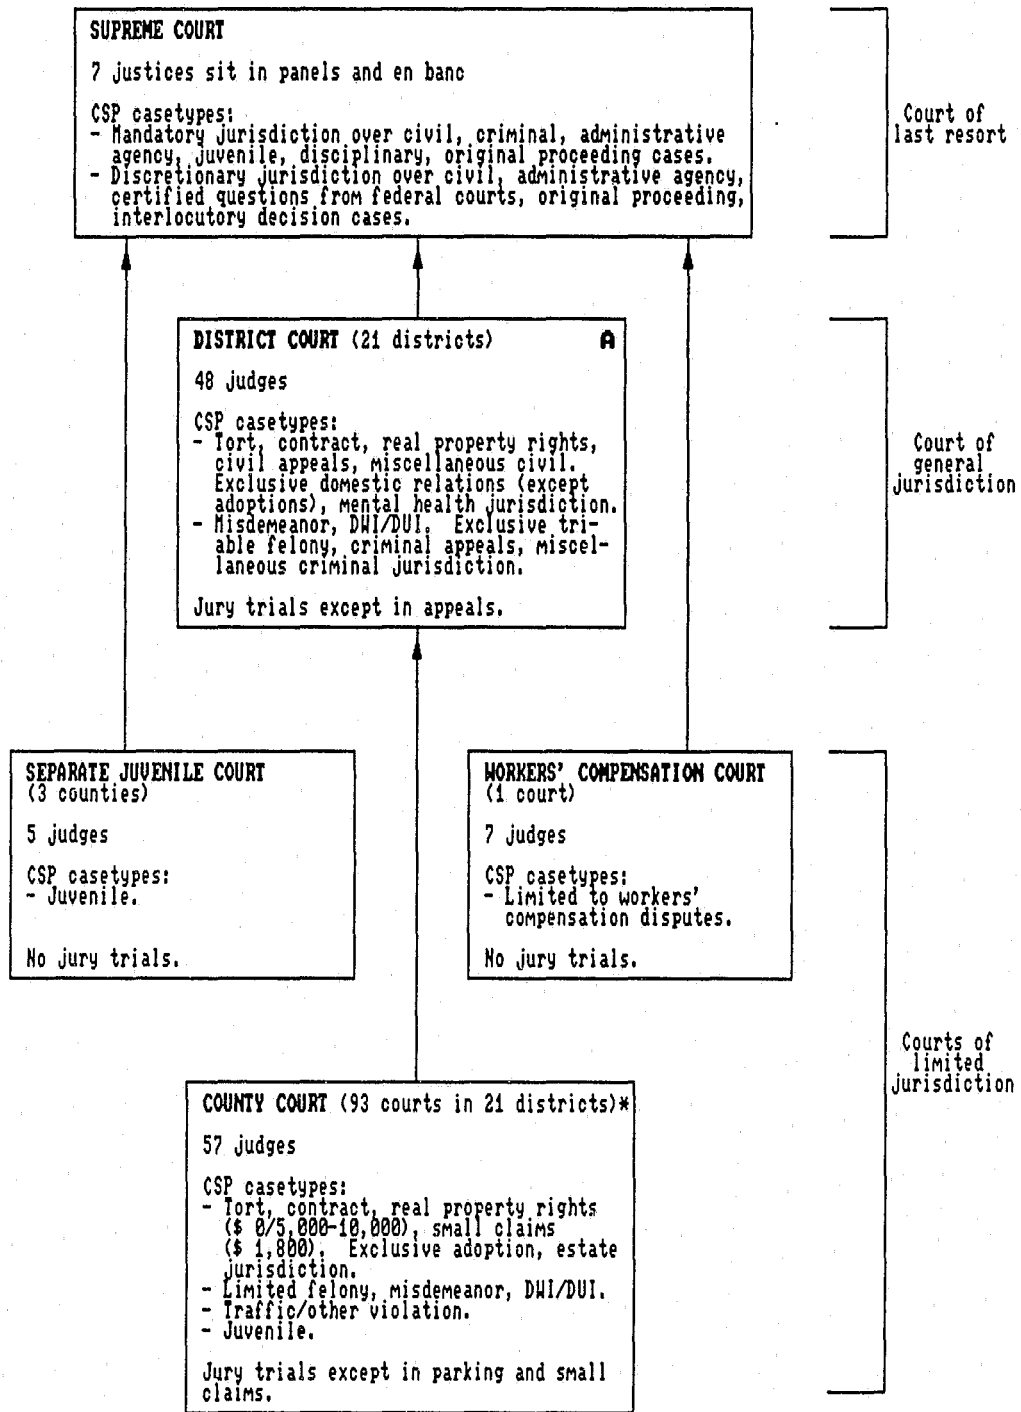 SUPREME COURT
7 justices sit in panels and en banc
CSP casetypes:
- Mandatory jurisdiction over civil, criminal, administrative
agency, juvenile, disciplinary, original proceeding cases.
- Discretionary jurisdiction over civil, administrative agency,
certified questions from federal courts, original proceeding,
interlocutory decision cases.
Court of
last resort
DISTRICT COURT (21 districts) A
48 judges
CSP casetypes:
- Tort, contract, real property rights,
civil appeals, miscellaneous civil.
Exclusive domestic relations (except
adoptions), mental health jurisdiction.
- Misdemeanor, DWI/DUI. Exclusive tri-
able felony, criminal appeals, miscel-
laneous criminal jurisdiction.
Jury trials except in appeals.
Court of
general
jurisdiction
SEPARATE JUVENILE COURT
(3 counties)
5 judges
CSP casetypes:
- Juvenile.
No jury trials.
WORKERS' COMPENSATION COURT
(1 court)
7 judges
CSP casetypes:
- Limited to workers'
compensation disputes.
No jury trials.
COUNTY COURT (93 courts in 21 districts)*
57 judges
CSP casetypes:
- Tort, contract, real property rights
($ 0/5,000-10,000), small claims
($ 1,800). Exclusive adoption, estate
jurisdiction.
- Limited felony, misdemeanor, DWI/DUI.
- Traffic/other violation.
- Juvenile.
Jury trials except in parking and small
claims.
Courts of
limited
jurisdiction